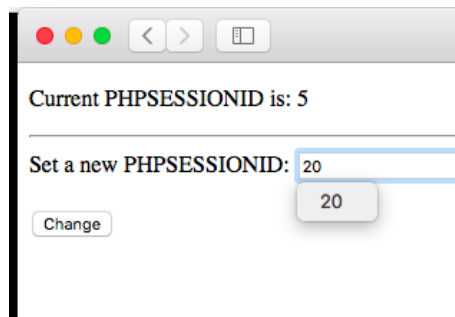 Current PHPSESSIONID is: 5
Set a new PHPSESSIONID: 20
20
Change